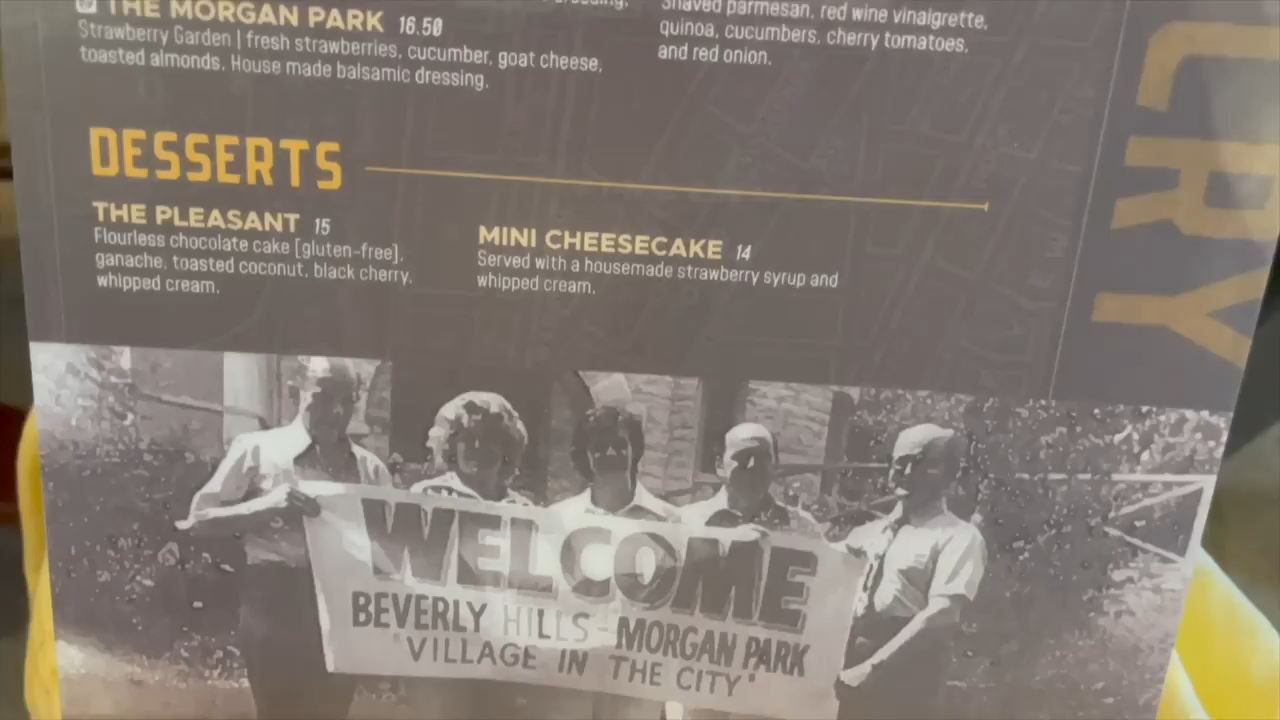 THE MORGAN PARK 16.50
Strawberry Garden | fresh strawberries, cucumber, goat cheese,
toasted almonds. House made balsamic dressing.
Shaved parmesan, red wine vinaigrette,
quinoa, cucumbers, cherry tomatoes,
and red onion.
DESSERTS
THE PLEASANT 15
Flourless chocolate cake [gluten-free],
ganache, toasted coconut, black cherry,
whipped cream.
MINI CHEESECAKE 14
Served with a housemade strawberry syrup and
whipped cream.
LRY
WELCOME
BEVERLY HILLS - MORGAN PARK
"VILLAGE IN THE CITY"